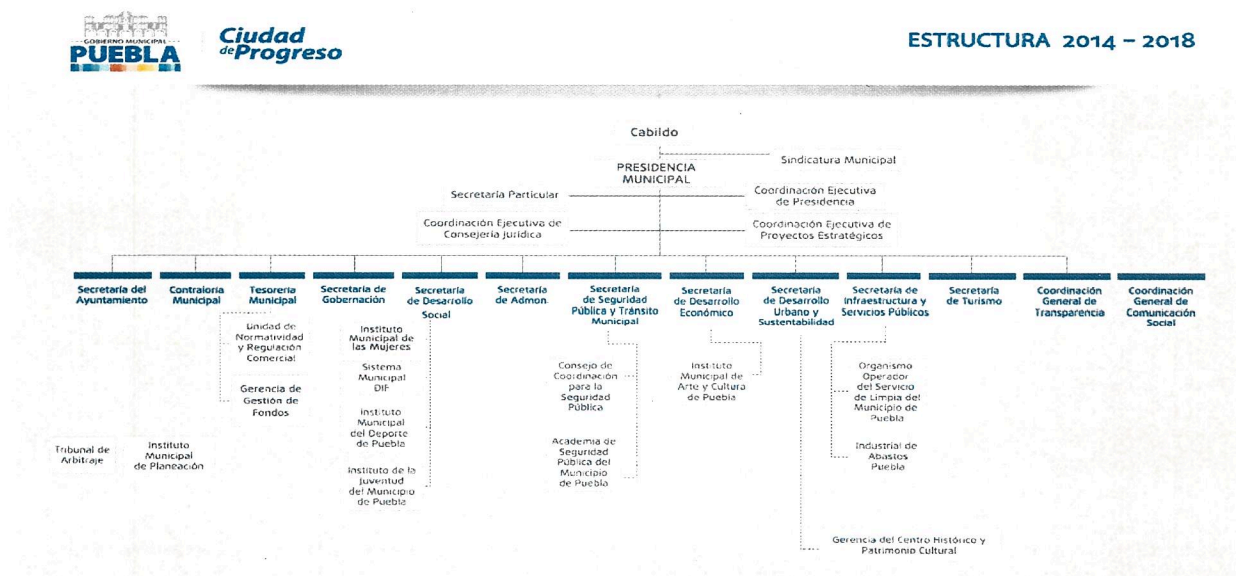 GOBIERNO MUNICIPAL
PUEBLA
Ciudad
de Progreso
ESTRUCTURA 2014 – 2018
Cabildo
Sindicatura Municipal
PRESIDENCIA
MUNICIPAL
Secretaría Particular
Coordinación Ejecutiva
de Presidencia
Coordinación Ejecutiva de
Consejería Jurídica
Coordinación Ejecutiva de
Proyectos Estratégicos
Secretaría del
Ayuntamiento
Contraloría
Municipal
Tesorería
Municipal
Secretaría de
Gobernación
Secretaría
de Desarrollo
Social
Secretaría
de Admon.
Secretaría
de Seguridad
Pública y Tránsito
Municipal
Secretaría
de Desarrollo
Económico
Secretaría
de Desarrollo
Urbano y
Sustentabilidad
Secretaría de
Infraestructura y
Servicios Públicos
Secretaría
de Turismo
Coordinación
General de
Transparencia
Coordinación
General de
Comunicación
Social
Unidad de
Normatividad
y Regulación
Comercial
Gerencia de
Gestión de
Fondos
Instituto
Municipal de
las Mujeres
Sistema
Municipal
DIF
Instituto
Municipal
del Deporte
de Puebla
Instituto de la
Juventud
del Municipio
de Puebla
Consejo de
Coordinación
para la
Seguridad
Pública
Academia de
Seguridad
Pública del
Municipio
de Puebla
Instituto
Municipal de
Arte y Cultura
de Puebla
Organismo
Operador
del Servicio
de Limpia del
Municipio de
Puebla
Industrial de
Abastos
Puebla
Tribunal de
Arbitraje
Instituto
Municipal
de Planeación
Gerencia del Centro Histórico y
Patrimonio Cultural